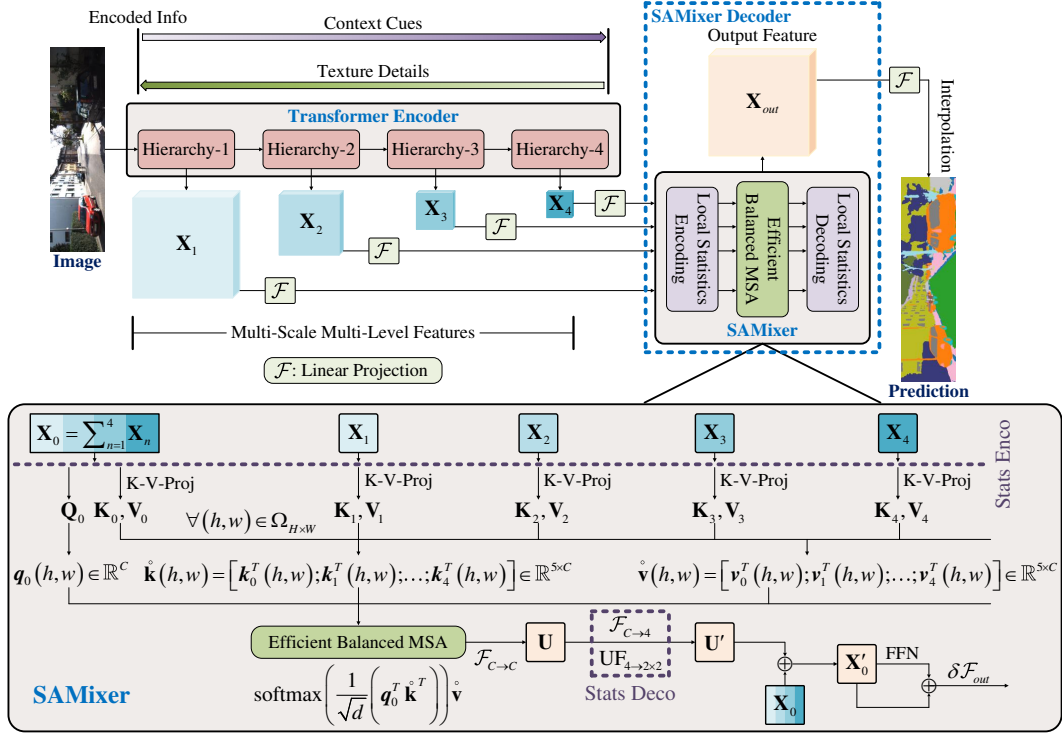 Encoded Info
Context Cues
Texture Details
Transformer Encoder
Hierarchy-1
Hierarchy-2
Hierarchy-3
Hierarchy-4
Image
X_1
X_2
X_3
X_4
ℱ
ℱ
ℱ
ℱ
Multi-Scale Multi-Level Features
ℱ: Linear Projection
SAMixer Decoder
Output Feature
X_out
ℱ
Interpolation
Local Statistics
Encoding
Efficient
Balanced MSA
Local Statistics
Decoding
SAMixer
Prediction
X_0 = ∑_{n=1}^4 X_n
X_1
X_2
X_3
X_4
Stats Enco
K-V-Proj
K-V-Proj
K-V-Proj
K-V-Proj
K-V-Proj
Q_0
K_0, V_0
∀(h, w) ∈ Ω_{H×W}
K_1, V_1
K_2, V_2
K_3, V_3
K_4, V_4
q_0(h, w) ∈ ℝ^C
k̊(h, w) = [k_0^T(h, w); k_1^T(h, w); …; k_4^T(h, w)] ∈ ℝ^{5×C}
v̊(h, w) = [v_0^T(h, w); v_1^T(h, w); …; v_4^T(h, w)] ∈ ℝ^{5×C}
Efficient Balanced MSA
softmax(1/√d (q_0^T k̊^T)) v̊
ℱ_{C→C}
U
ℱ_{C→4}
UF_{4→2×2}
Stats Deco
U′
X_0
X′_0
FFN
δℱ_out
SAMixer